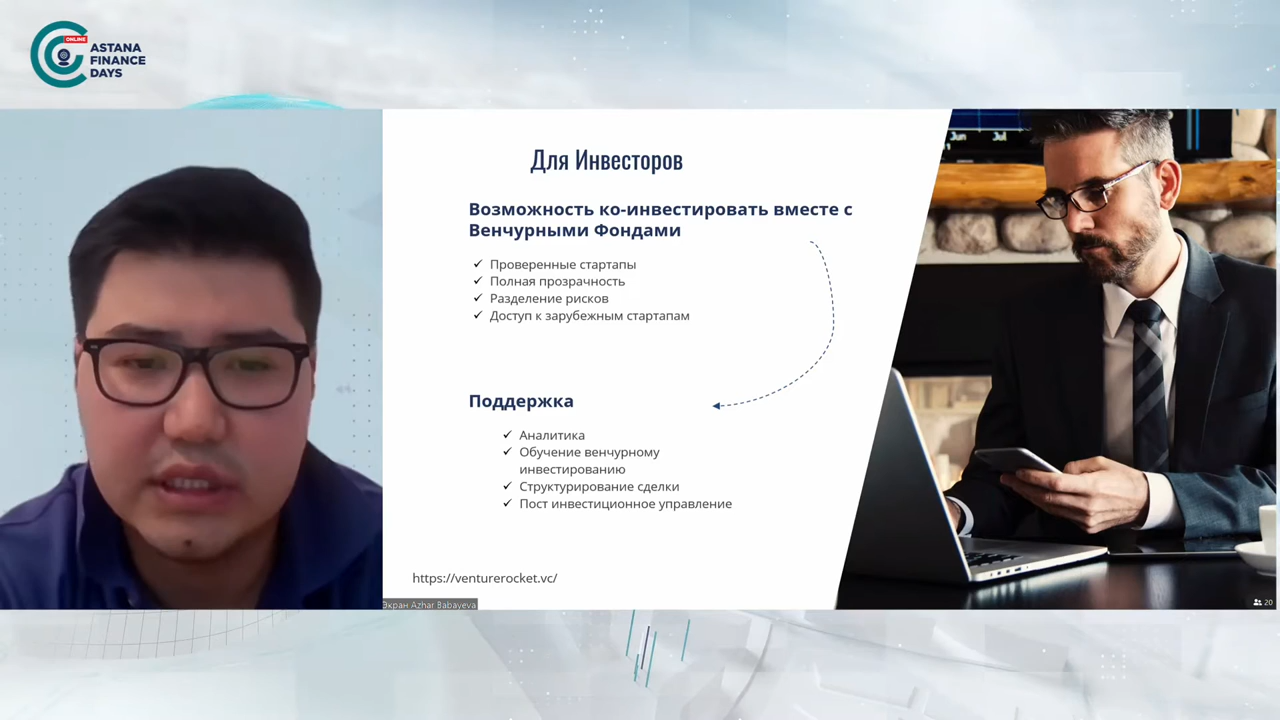 ONLINE
ASTANA
FINANCE
DAYS
Для Инвесторов
Возможность ко-инвестировать вместе с
Венчурными Фондами
✓ Проверенные стартапы
✓ Полная прозрачность
✓ Разделение рисков
✓ Доступ к зарубежным стартапам
Поддержка
✓ Аналитика
✓ Обучение венчурному
инвестированию
✓ Структурирование сделки
✓ Пост инвестиционное управление
https://venturerocket.vc/
Экран Azhar Babayeva
Jun Jul
20